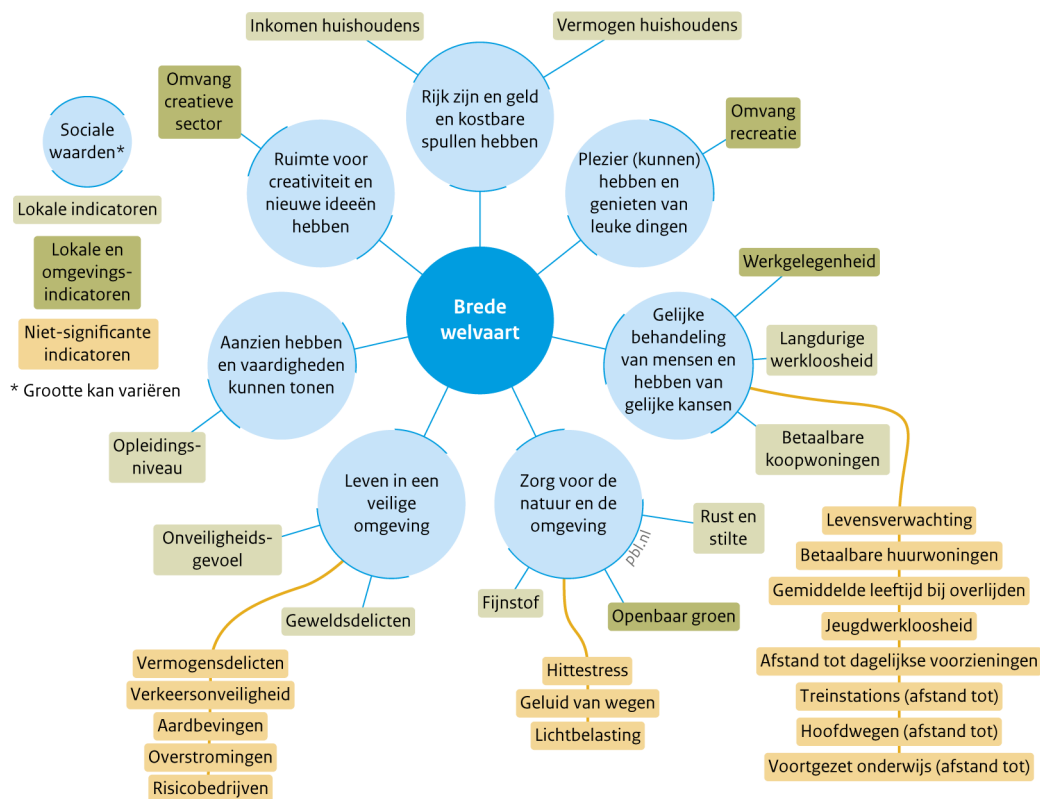 Inkomen huishoudens
Vermogen huishoudens
Rijk zijn en geld
en kostbare
spullen hebben
Omvang
creatieve
sector
Ruimte voor
creativiteit en
nieuwe ideeën
hebben
Plezier (kunnen)
hebben en
genieten van
leuke dingen
Omvang
recreatie
Sociale
waarden*
Lokale indicatoren
Lokale en
omgevings-
indicatoren
Niet-significante
indicatoren
* Grootte kan variëren
Brede
welvaart
Aanzien hebben
en vaardigheden
kunnen tonen
Opleidings-
niveau
Gelijke
behandeling
van mensen en
hebben van
gelijke kansen
Werkgelegenheid
Langdurige
werkloosheid
Betaalbare
koopwoningen
Levensverwachting
Betaalbare huurwoningen
Gemiddelde leeftijd bij overlijden
Jeugdwerkloosheid
Afstand tot dagelijkse voorzieningen
Treinstations (afstand tot)
Hoofdwegen (afstand tot)
Voortgezet onderwijs (afstand tot)
Leven in een
veilige
omgeving
Onveiligheids-
gevoel
Geweldsdelicten
Vermogensdelicten
Verkeersonveiligheid
Aardbevingen
Overstromingen
Risicobedrijven
Zorg voor de
natuur en de
omgeving
pbl.nl
Rust en
stilte
Fijnstof
Openbaar groen
Hittestress
Geluid van wegen
Lichtbelasting